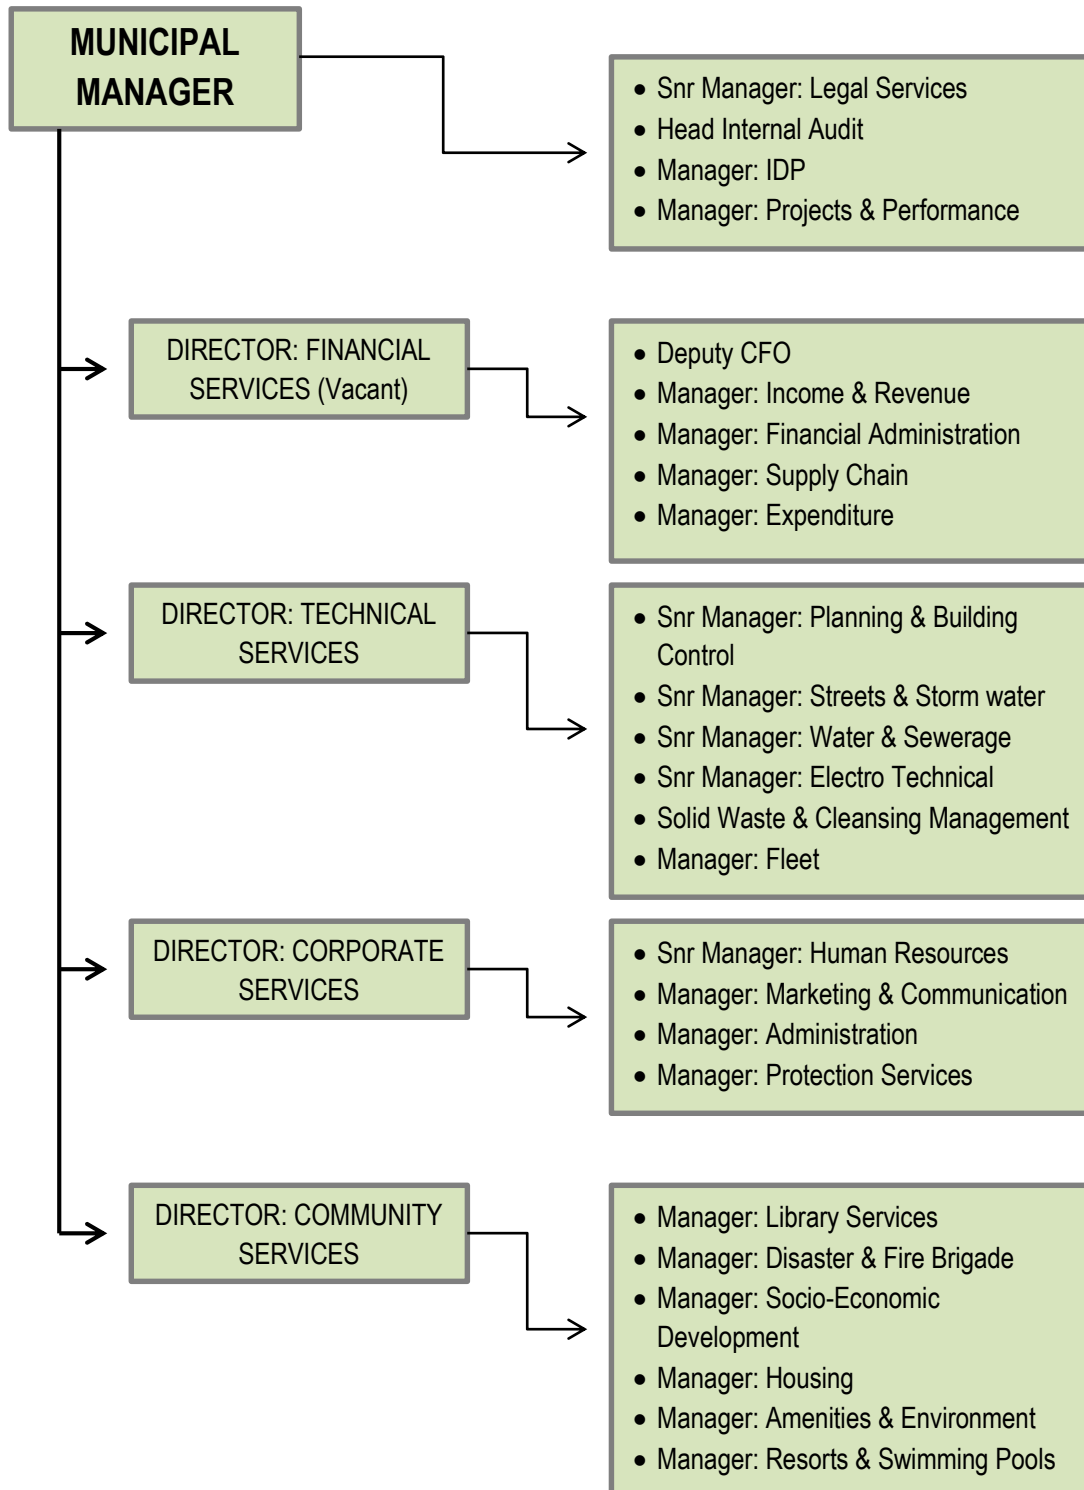 MUNICIPAL
MANAGER
• Snr Manager: Legal Services
• Head Internal Audit
• Manager: IDP
• Manager: Projects & Performance
DIRECTOR: FINANCIAL
SERVICES (Vacant)
• Deputy CFO
• Manager: Income & Revenue
• Manager: Financial Administration
• Manager: Supply Chain
• Manager: Expenditure
DIRECTOR: TECHNICAL
SERVICES
• Snr Manager: Planning & Building
Control
• Snr Manager: Streets & Storm water
• Snr Manager: Water & Sewerage
• Snr Manager: Electro Technical
• Solid Waste & Cleansing Management
• Manager: Fleet
DIRECTOR: CORPORATE
SERVICES
• Snr Manager: Human Resources
• Manager: Marketing & Communication
• Manager: Administration
• Manager: Protection Services
DIRECTOR: COMMUNITY
SERVICES
• Manager: Library Services
• Manager: Disaster & Fire Brigade
• Manager: Socio-Economic
Development
• Manager: Housing
• Manager: Amenities & Environment
• Manager: Resorts & Swimming Pools